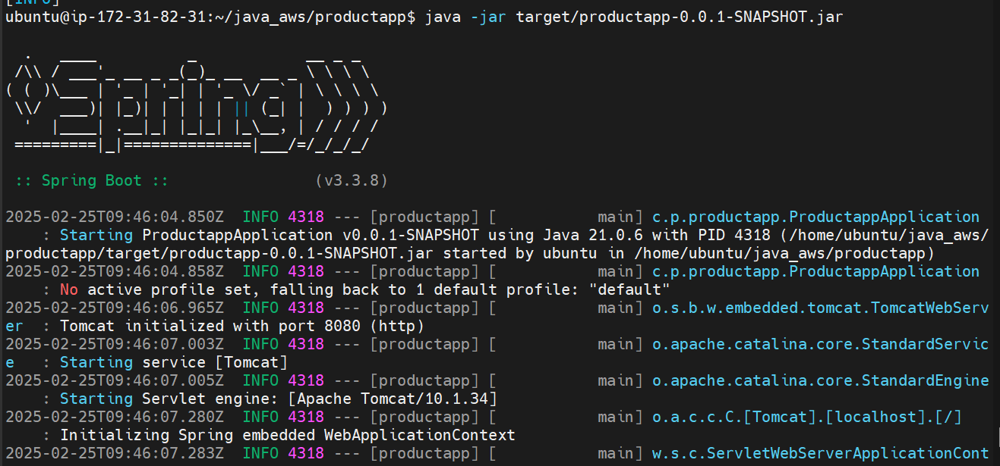 [INFO]
ubuntu@ip-172-31-82-31:~/java_aws/productapp$ java -jar target/productapp-0.0.1-SNAPSHOT.jar
  .   ____          _            __ _ _
 /\\ / ___'_ __ _ _(_)_ __  __ _ \ \ \ \
( ( )\___ | '_ | '_| | '_ \/ _` | \ \ \ \
 \\/  ___)| |_)| | | | | || (_| |  ) ) ) )
  '  |____| .__|_| |_|_| |_\__, | / / / /
 =========|_|==============|___/=/_/_/_/
 :: Spring Boot ::                (v3.3.8)
2025-02-25T09:46:04.850Z  INFO 4318 --- [productapp] [           main] c.p.productapp.ProductappApplication
    : Starting ProductappApplication v0.0.1-SNAPSHOT using Java 21.0.6 with PID 4318 (/home/ubuntu/java_aws/
productapp/target/productapp-0.0.1-SNAPSHOT.jar started by ubuntu in /home/ubuntu/java_aws/productapp)
2025-02-25T09:46:04.858Z  INFO 4318 --- [productapp] [           main] c.p.productapp.ProductappApplication
    : No active profile set, falling back to 1 default profile: "default"
2025-02-25T09:46:06.965Z  INFO 4318 --- [productapp] [           main] o.s.b.w.embedded.tomcat.TomcatWebServ
er  : Tomcat initialized with port 8080 (http)
2025-02-25T09:46:07.003Z  INFO 4318 --- [productapp] [           main] o.apache.catalina.core.StandardServic
e   : Starting service [Tomcat]
2025-02-25T09:46:07.005Z  INFO 4318 --- [productapp] [           main] o.apache.catalina.core.StandardEngine
    : Starting Servlet engine: [Apache Tomcat/10.1.34]
2025-02-25T09:46:07.280Z  INFO 4318 --- [productapp] [           main] o.a.c.c.C.[Tomcat].[localhost].[/]
    : Initializing Spring embedded WebApplicationContext
2025-02-25T09:46:07.283Z  INFO 4318 --- [productapp] [           main] w.s.c.ServletWebServerApplicationCont